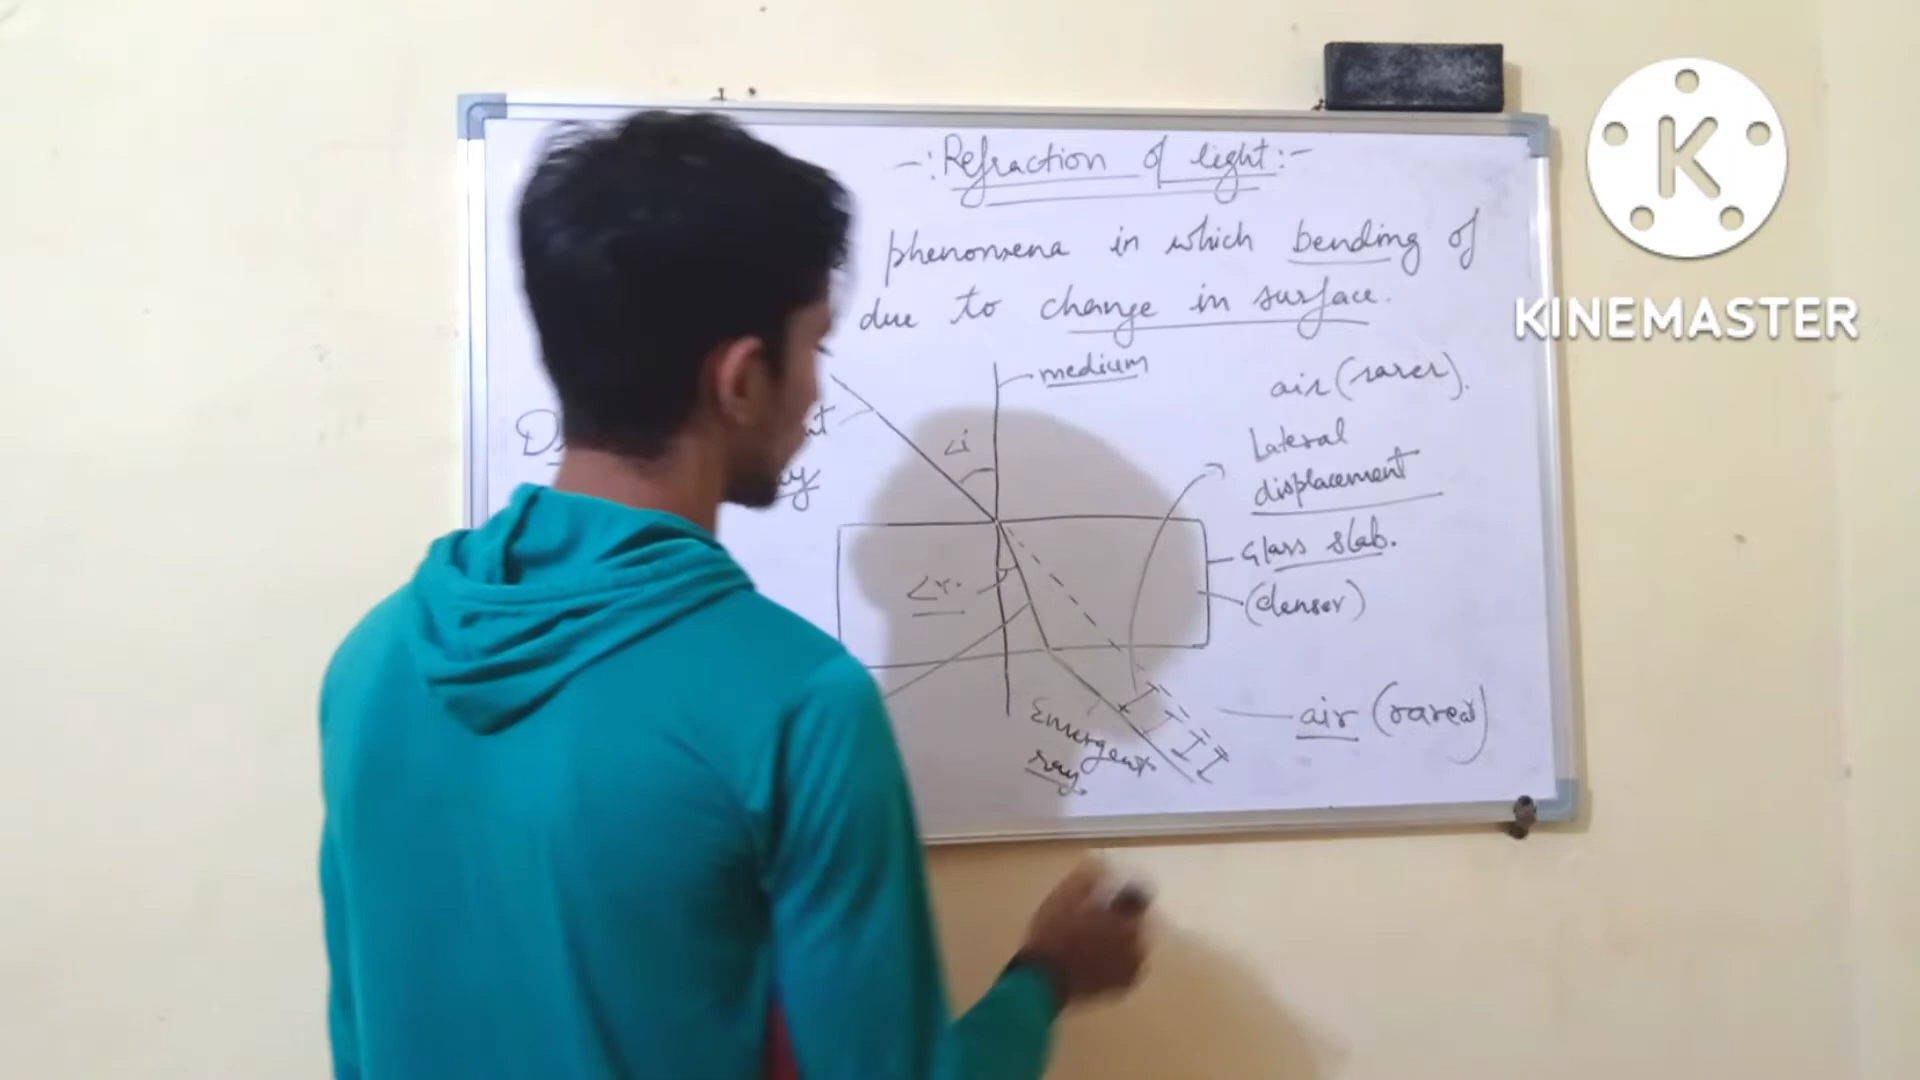 -: Refraction of light :-
phenomena in which bending of
due to change in surface.
medium
air (rarer).
∠i
Lateral
displacement
Glass slab.
(denser)
∠r.
Emergent
ray
air (rarer)
KINEMASTER